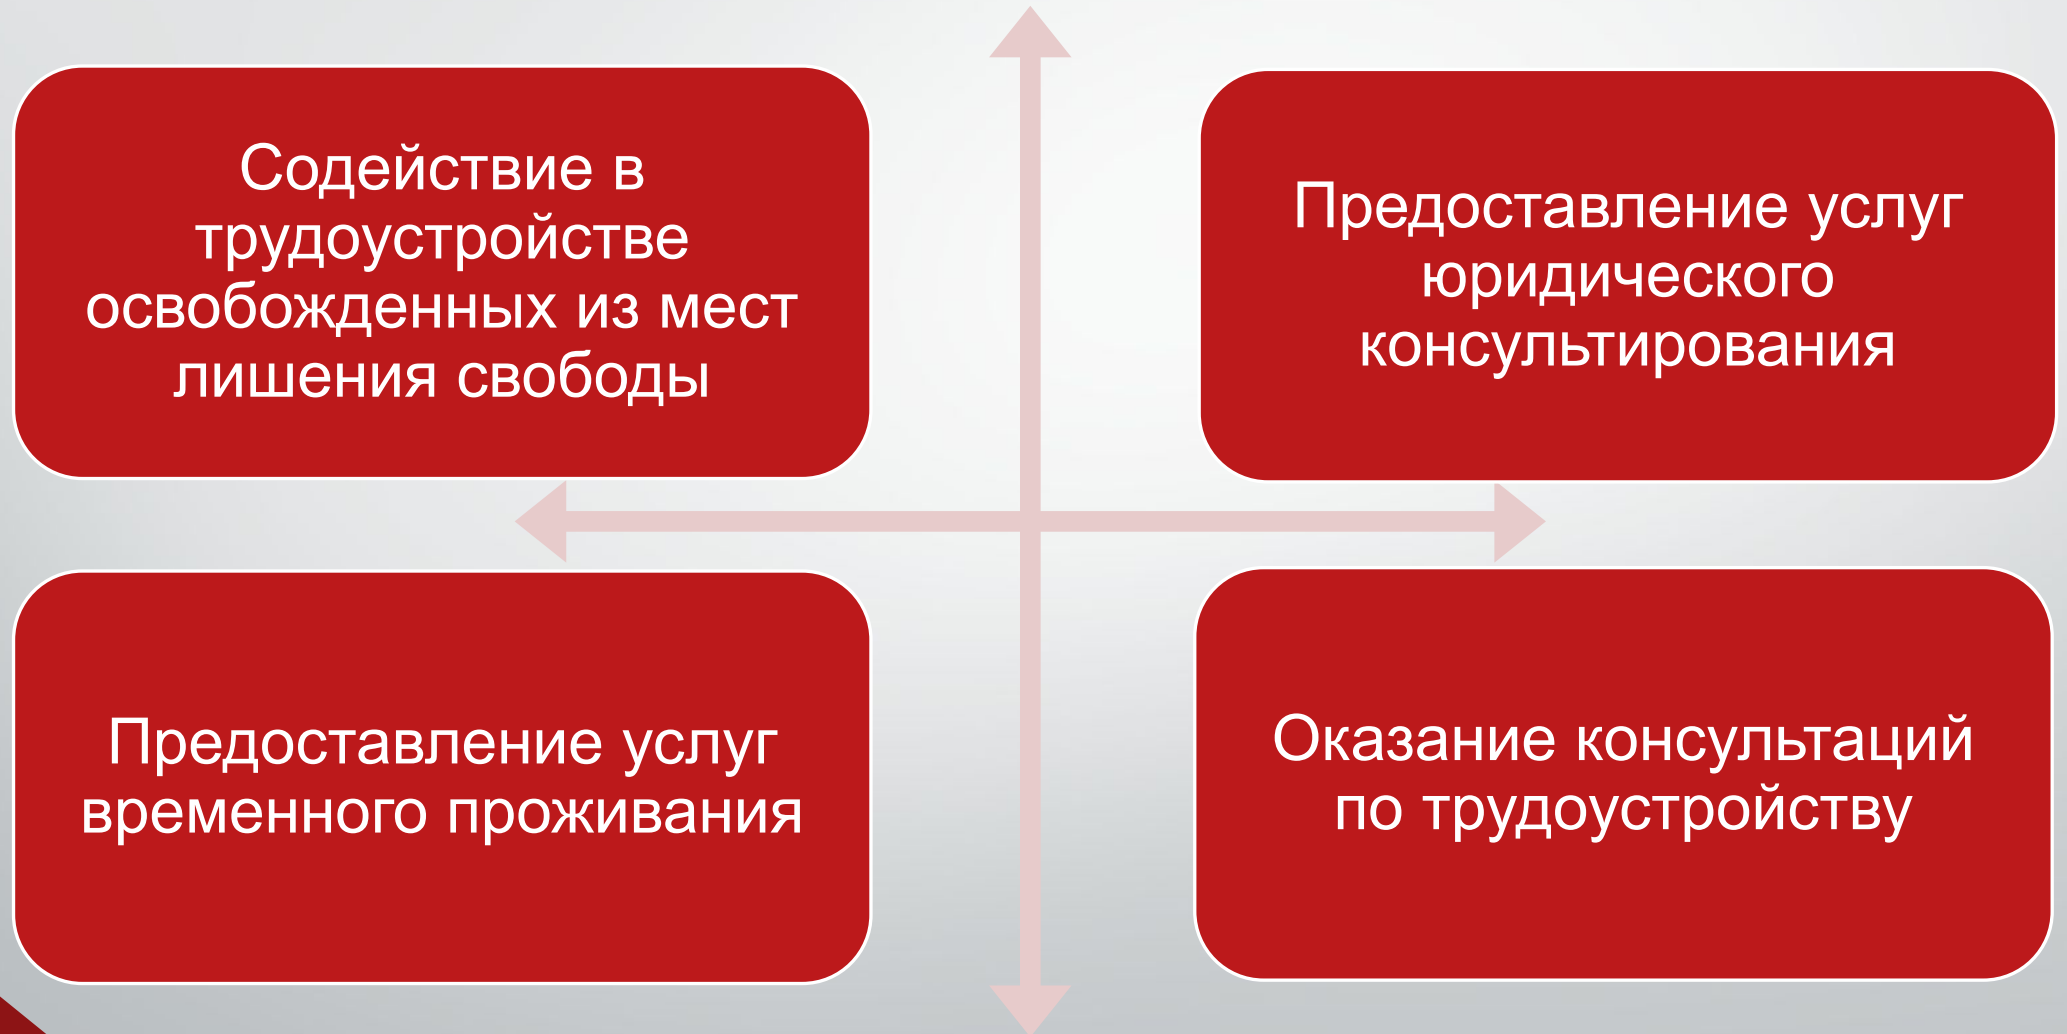 Содействие в
трудоустройстве
освобожденных из мест
лишения свободы
Предоставление услуг
юридического
консультирования
Предоставление услуг
временного проживания
Оказание консультаций
по трудоустройству